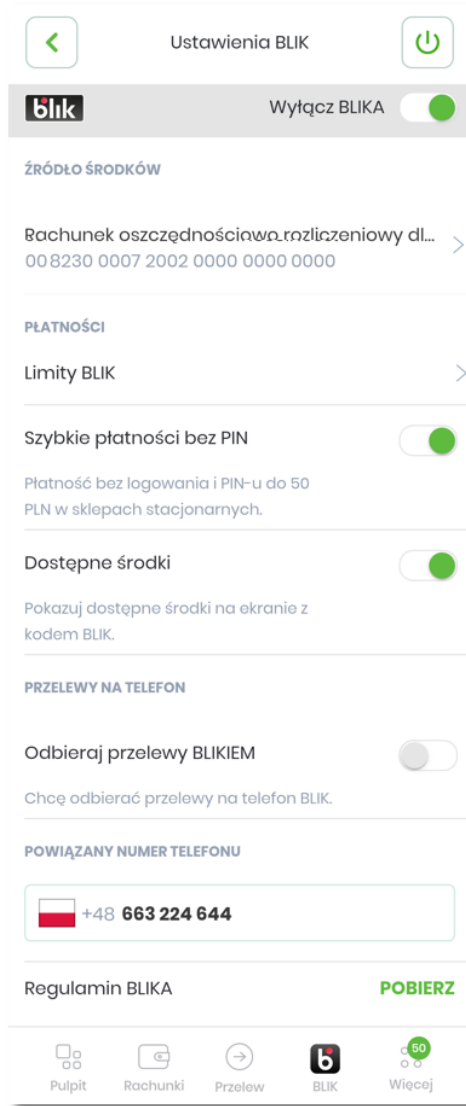 Ustawienia BLIK
blik
Wyłącz BLIKA
ŹRÓDŁO ŚRODKÓW
Rachunek oszczędnościowo rozliczeniowy dl...
00 8230 0007 2002 0000 0000 0000
PŁATNOŚCI
Limity BLIK
Szybkie płatności bez PIN
Płatność bez logowania i PIN-u do 50
PLN w sklepach stacjonarnych.
Dostępne środki
Pokazuj dostępne środki na ekranie z
kodem BLIK.
PRZELEWY NA TELEFON
Odbieraj przelewy BLIKIEM
Chcę odbierać przelewy na telefon BLIK.
POWIĄZANY NUMER TELEFONU
+48 663 224 644
Regulamin BLIKA POBIERZ
50
Pulpit Rachunki Przelew BLIK Więcej